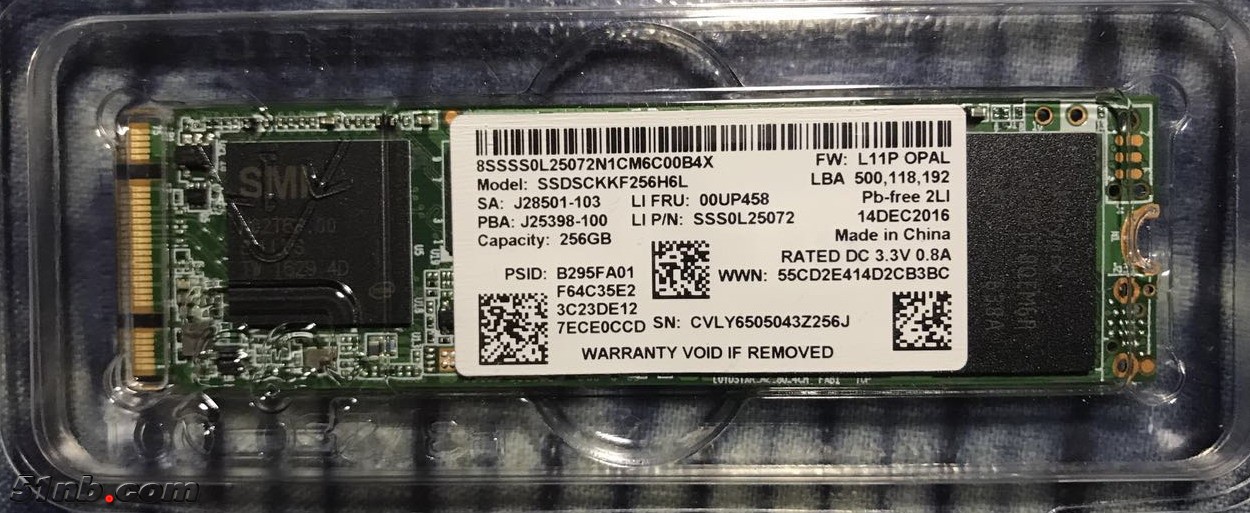 8SSSS0L25072N1CM6C00B4X
FW: L11P OPAL
Model: SSDSCKKF256H6L
LBA 500,118,192
SA: J28501-103 LI FRU: 00UP458
Pb-free 2LI
PBA: J25398-100 LI P/N: SSS0L25072
14DEC2016
Capacity: 256GB
Made in China
RATED DC 3.3V 0.8A
PSID: B295FA01
F64C35E2
3C23DE12
7ECE0CCD
WWN: 55CD2E414D2CB3BC
SN: CVLY6505043Z256J
WARRANTY VOID IF REMOVED
SMI
U5
51nb.com